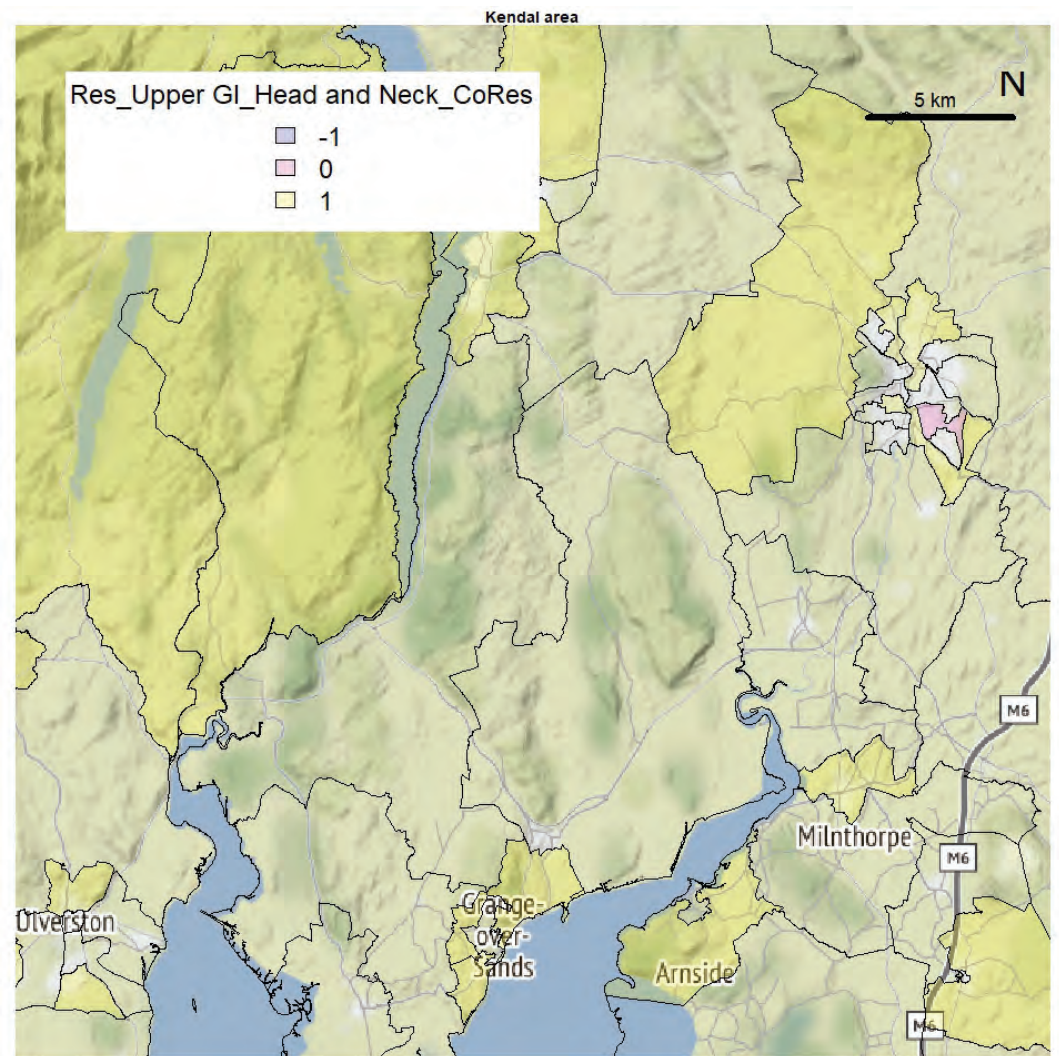 Kendal area
Res_Upper GI_Head and Neck_CoRes
-1
0
1
5 km
N
M6
Milnthorpe
M6
Ulverston
Grange-
over-
Sands
Arnside
M6